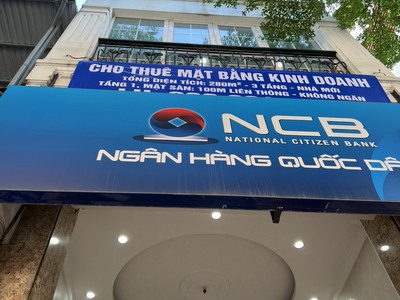 CHO THUÊ MẶT BẰNG KINH DOANH
TỔNG DIỆN TÍCH: 280M² - 3 TẦNG - NHÀ MỚI
TẦNG 1, MẶT SÀN: 100M LIÊN THÔNG - KHÔNG NGĂN
NCB
NATIONAL CITIZEN BANK
NGÂN HÀNG QUỐC DÂ